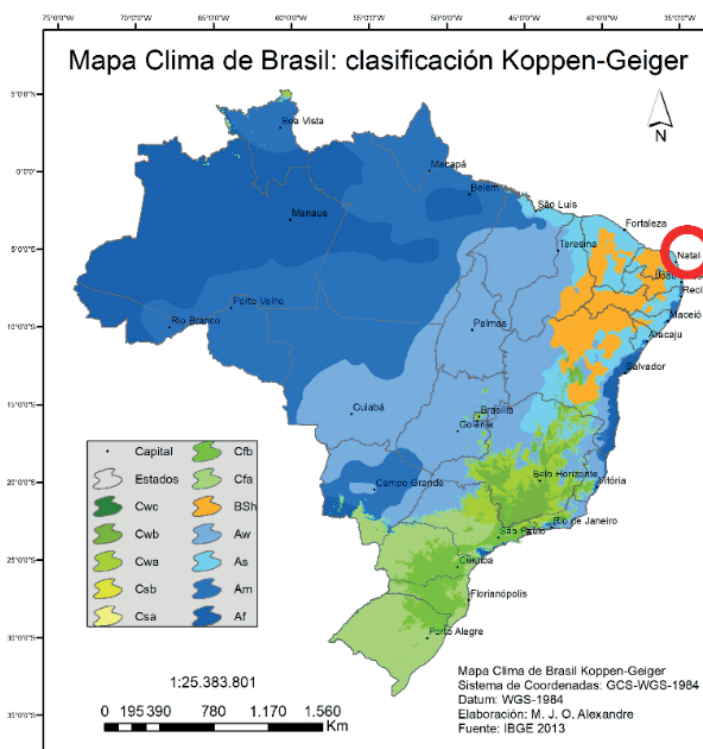 75°0'0"O 70°0'0"O 65°0'0"O 60°0'0"O 55°0'0"O 50°0'0"O 45°0'0"O 40°0'0"O 35°0'0"O
Mapa Clima de Brasil: clasificación Koppen-Geiger
5°0'0"N
Boa Vista
N
0°0'0"
Macapá
Belém
São Luis
Manaus
Fortaleza
Teresina
5°0'0"S
Natal
Reci
Porto Velho
Maceió
Rio Branco
Palmas
10°0'0"S
Aracaju
Salvador
15°0'0"S
Cuiabá
Brasília
Goiânia
Capital
Cfb
Estados
Cfa
Belo Horizonte
Vitória
Cwc
BSh
20°0'0"S
Campo Grande
Cwb
Aw
Rio de Janeiro
São Paulo
Cwa
As
25°0'0"S
Curitiba
Csb
Am
Florianópolis
Csa
Af
30°0'0"S
Porto Alegre
1:25.383.801
0 195 390 780 1.170 1.560
Km
35°0'0"S
Mapa Clima de Brasil Koppen-Geiger
Sistema de Coordenadas: GCS-WGS-1984
Datum: WGS-1984
Elaboración: M. J. O. Alexandre
Fuente: IBGE 2013